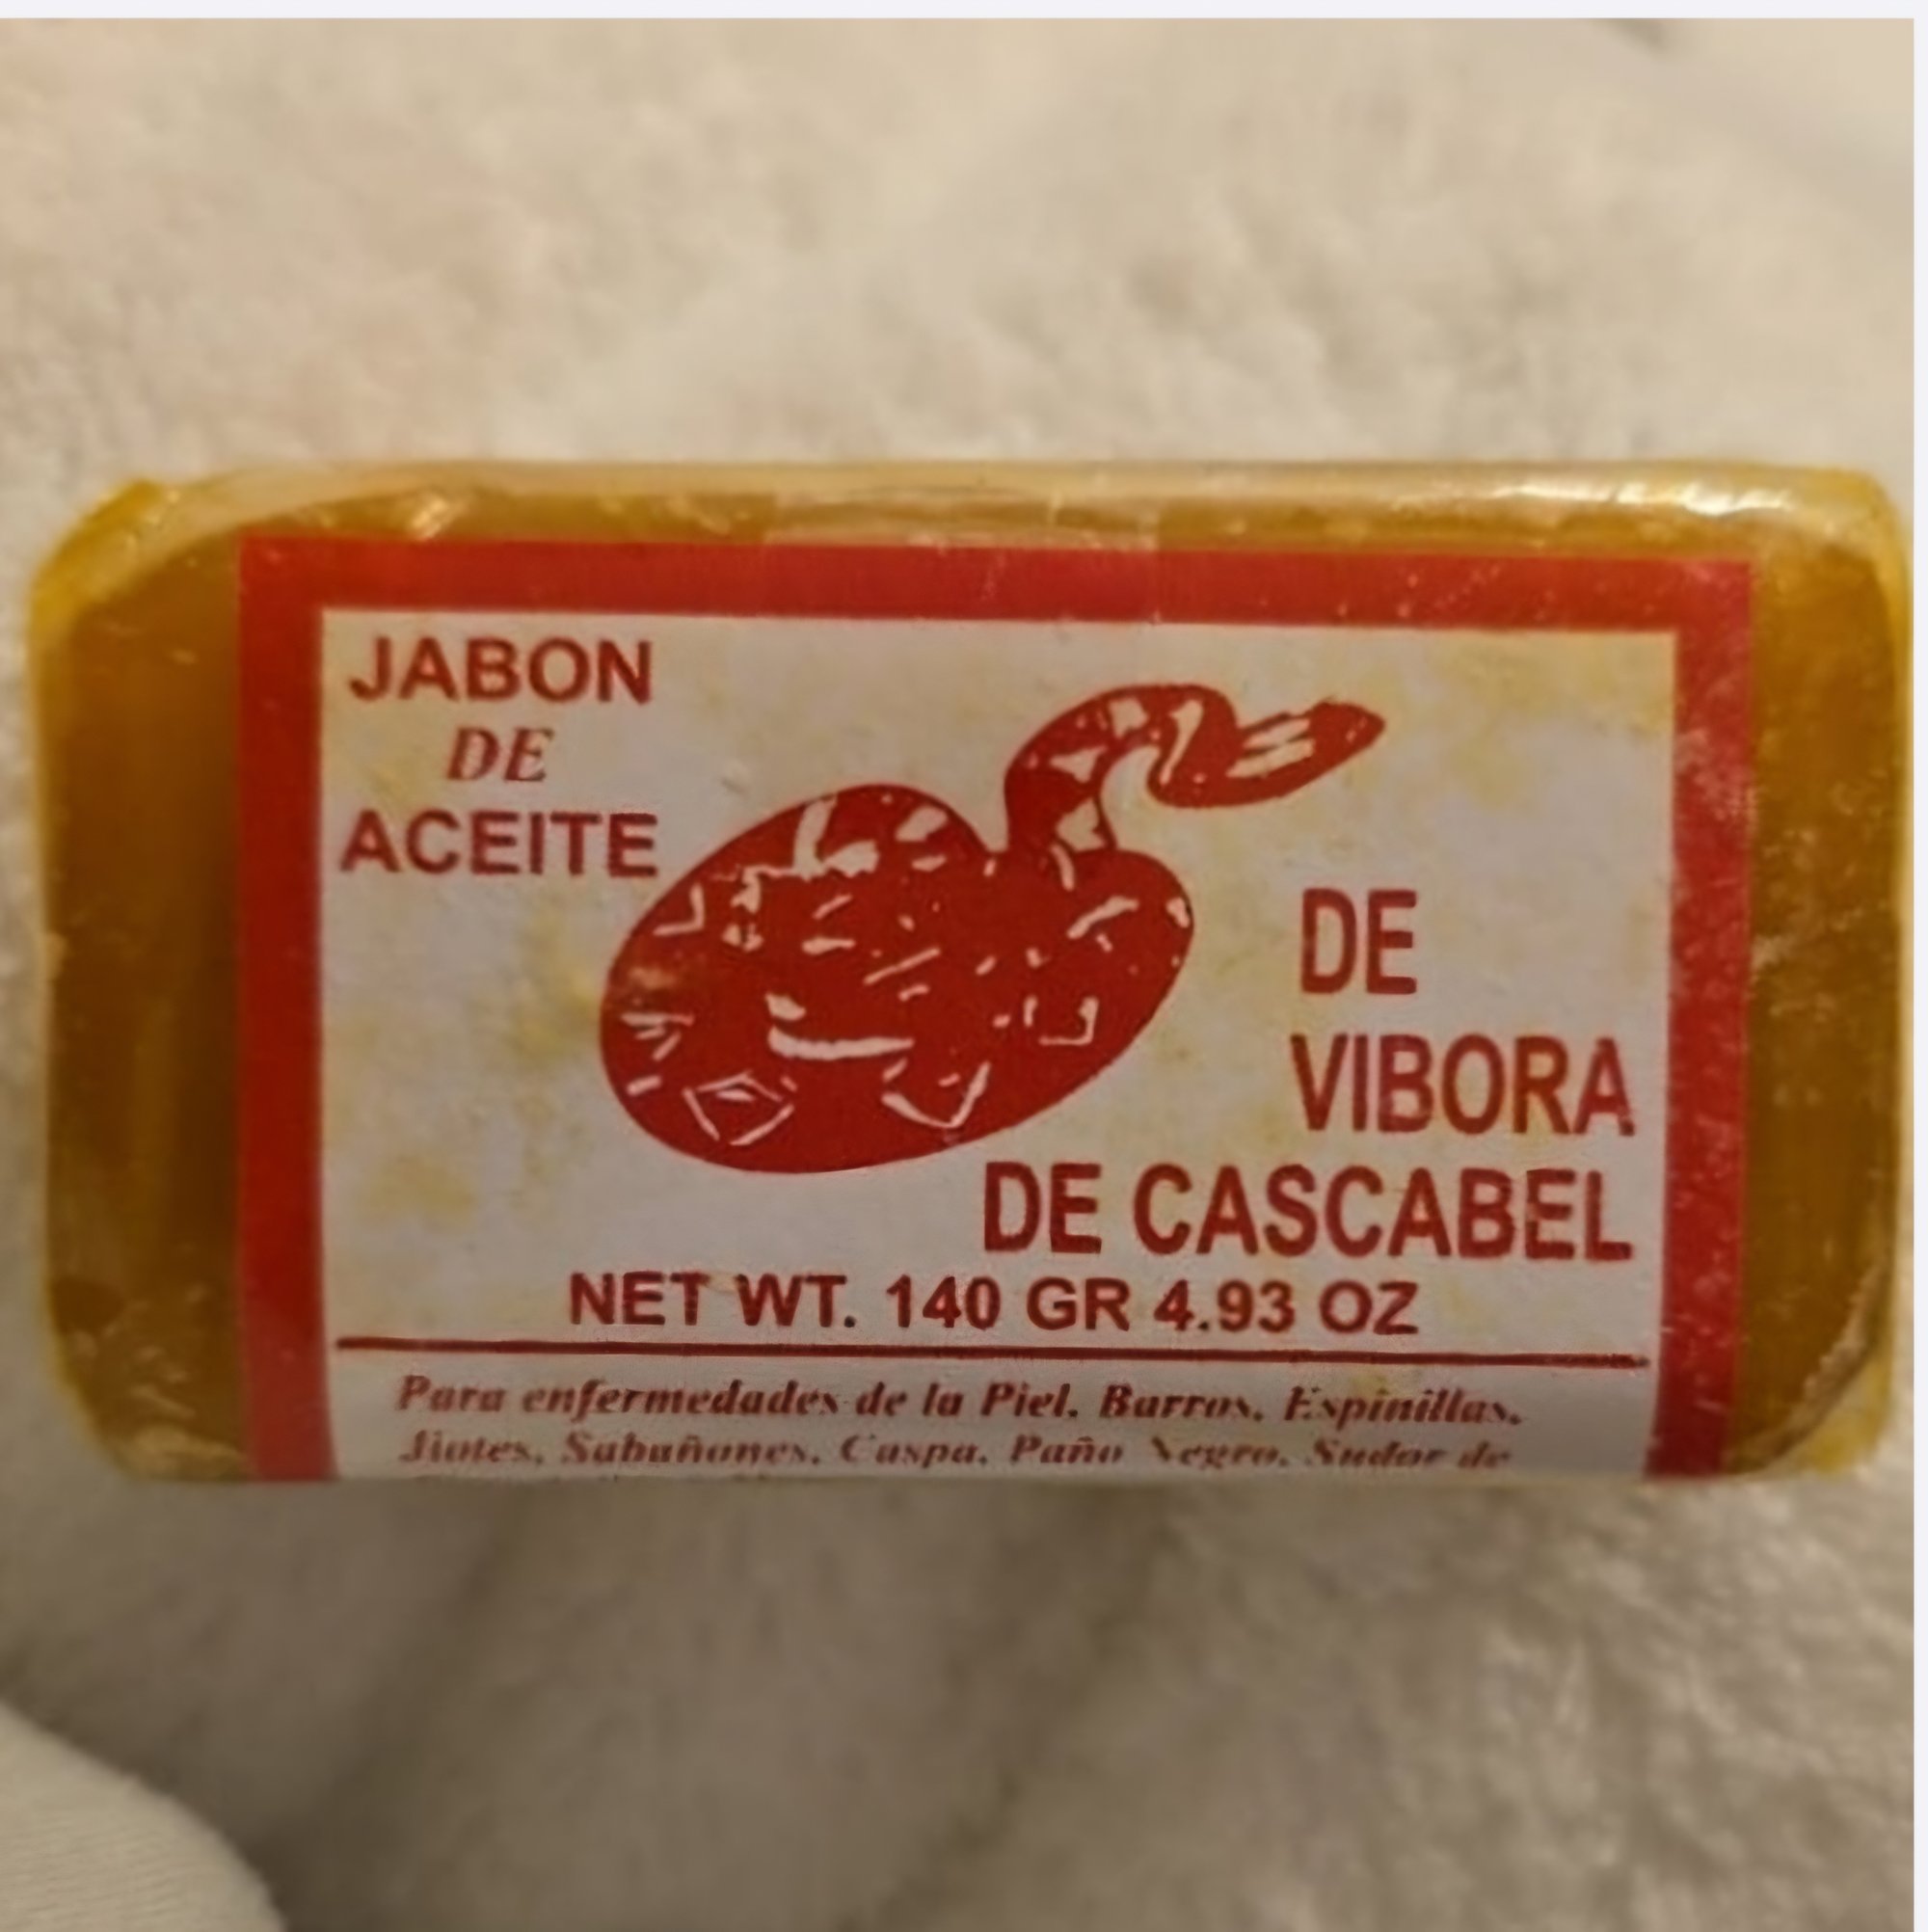 JABON
DE
ACEITE
DE
VIBORA
DE CASCABEL
NET WT. 140 GR 4.93 OZ
Para enfermedades de la Piel. Barros. Espinillas.
Jiotes. Sabañones. Caspa. Paño Negro. Sudor de